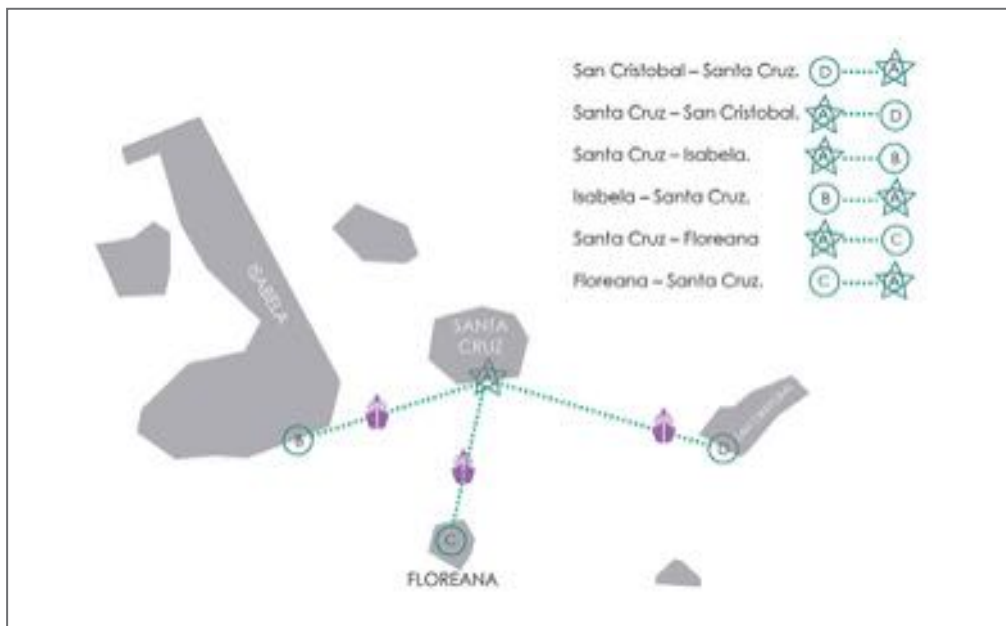 San Cristobal – Santa Cruz. D A
Santa Cruz – San Cristobal. A D
Santa Cruz – Isabela. A B
Isabela – Santa Cruz. B A
Santa Cruz – Floreana A C
Floreana – Santa Cruz. C A
ISABELA
SANTA
CRUZ
A
B
D
C
FLOREANA